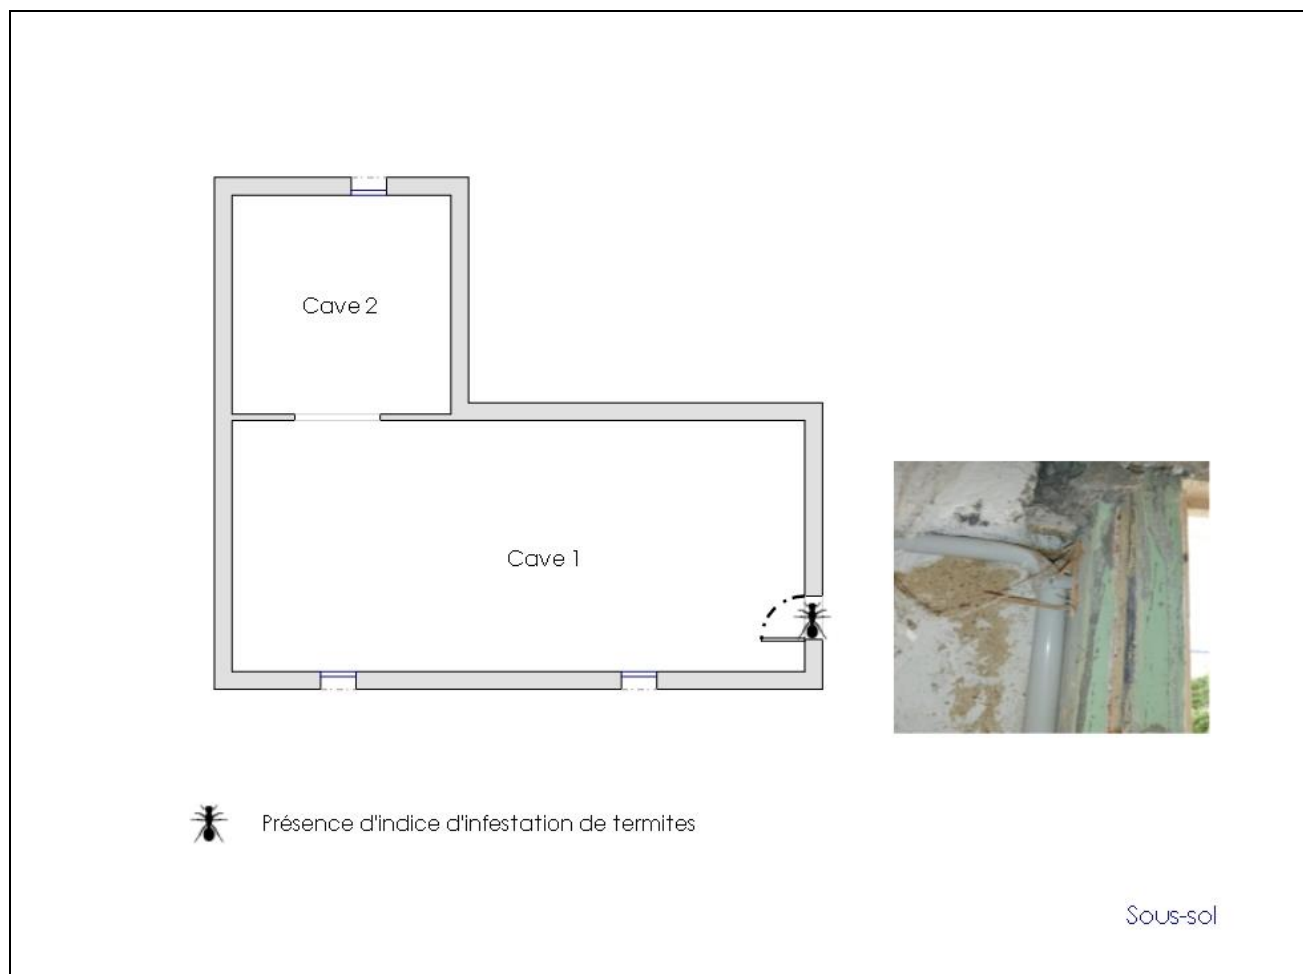 Cave 2
Cave 1
Présence d'indice d'infestation de termites
Sous-sol